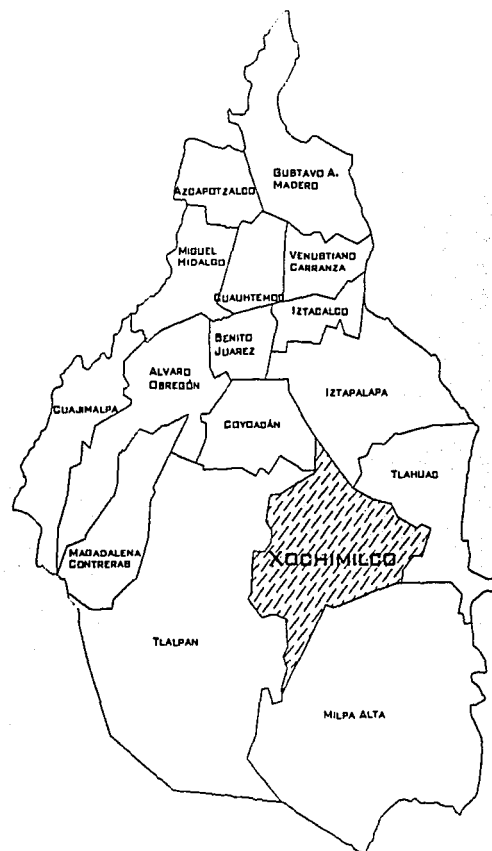 GUSTAVO A.
MADERO
AZCAPOTZALCO
MIGUEL
HIDALGO
VENUSTIANO
CARRANZA
CUAUHTEMOC
IZTACALCO
BENITO
JUAREZ
ALVARO
OBREGÓN
CUAJIMALPA
IZTAPALAPA
COYOACÁN
TLAHUAC
MAGADALENA
CONTRERAS
XOCHIMILCO
TLALPAN
MILPA ALTA